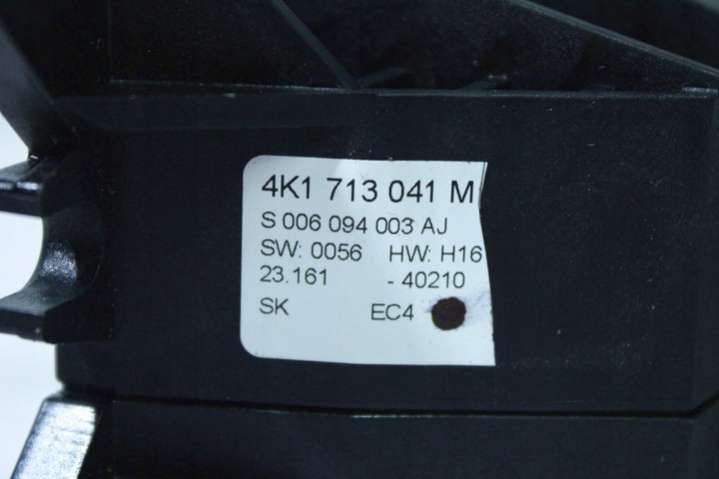 4K1 713 041 M
S 006 094 003 AJ
SW: 0056 HW: H16
23.161 - 40210
SK EC4